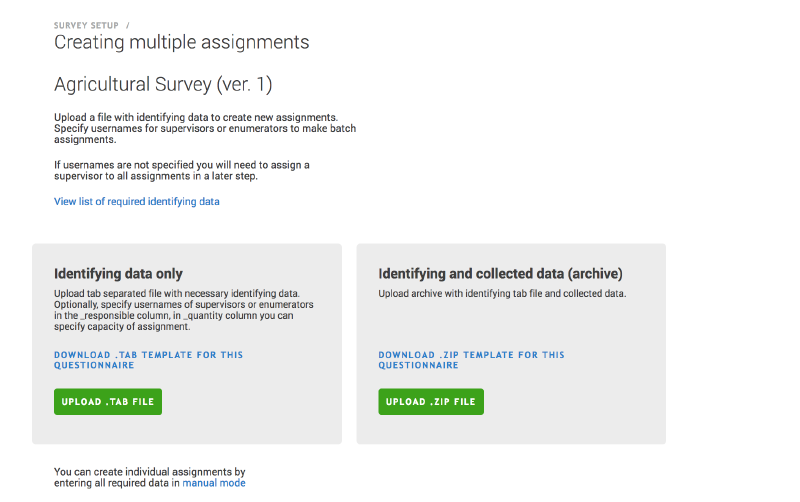 SURVEY SETUP /
Creating multiple assignments
Agricultural Survey (ver. 1)
Upload a file with identifying data to create new assignments.
Specify usernames for supervisors or enumerators to make batch
assignments.
If usernames are not specified you will need to assign a
supervisor to all assignments in a later step.
View list of required identifying data
Identifying data only
Upload tab separated file with necessary identifying data.
Optionally, specify usernames of supervisors or enumerators
in the _responsible column, in _quantity column you can
specify capacity of assignment.
DOWNLOAD .TAB TEMPLATE FOR THIS
QUESTIONNAIRE
UPLOAD .TAB FILE
Identifying and collected data (archive)
Upload archive with identifying tab file and collected data.
DOWNLOAD .ZIP TEMPLATE FOR THIS
QUESTIONNAIRE
UPLOAD .ZIP FILE
You can create individual assignments by
entering all required data in manual mode